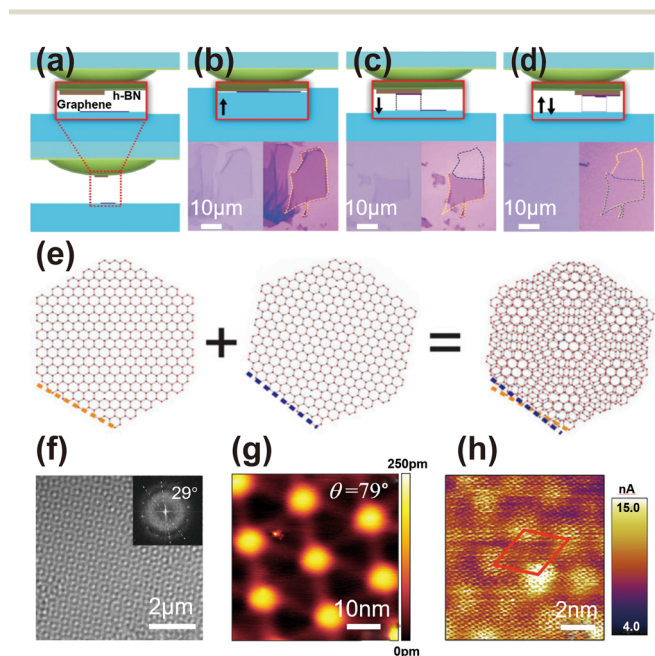 (a)
(b)
(c)
(d)
h-BN
Graphene
10μm
10μm
10μm
(e)
+
=
(f)
(g)
(h)
29°
2μm
250pm
θ=79°
10nm
0pm
nA
15.0
2nm
4.0